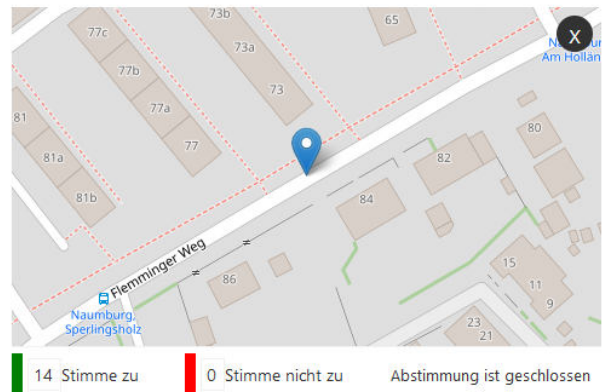 73b
65
X
77c
73a
Am Hollän
77b
73
77a
81
80
77
82
81a
81b
84
Flemminger Weg
15
86
11
9
Naumburg,
Sperlingsholz
23
21
14 Stimme zu
0 Stimme nicht zu
Abstimmung ist geschlossen